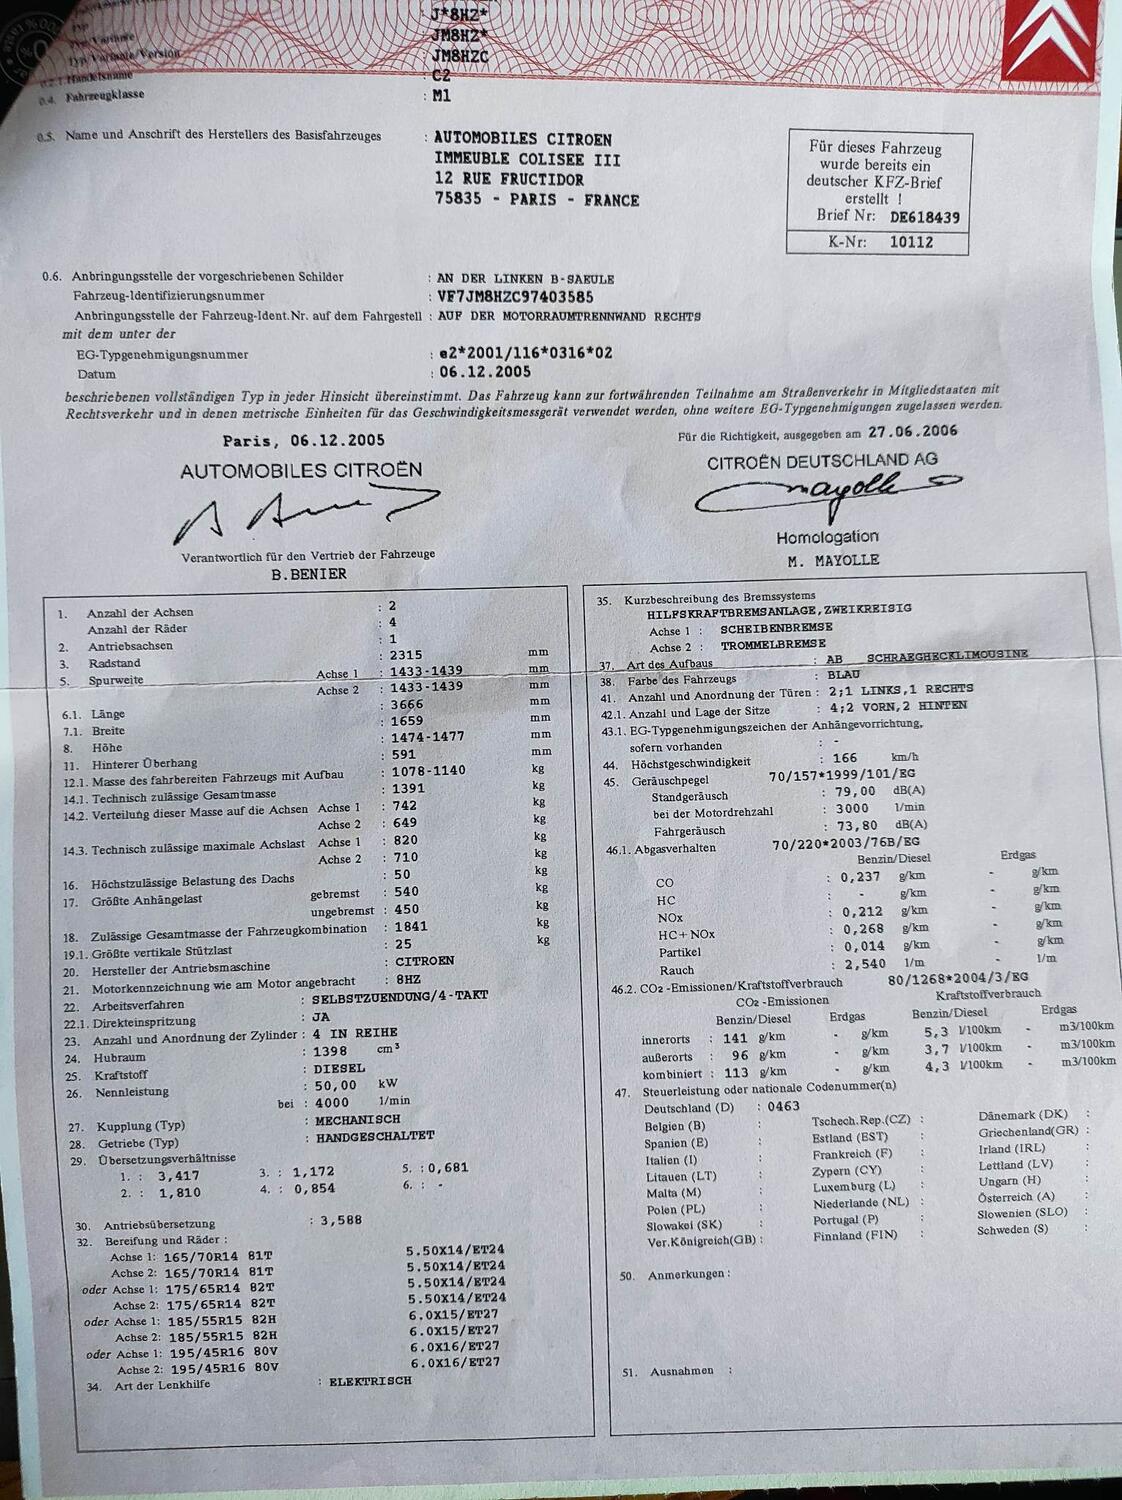 Typ
: J*8HZ*
Typ Variante
: JM8HZ*
Typ Variante/Version
: JM8HZC
0.2.1 Handelsname
: C2
0.4. Fahrzeugklasse
: M1
0.5. Name und Anschrift des Herstellers des Basisfahrzeuges
: AUTOMOBILES CITROEN
IMMEUBLE COLISEE III
12 RUE FRUCTIDOR
75835 - PARIS - FRANCE
Für dieses Fahrzeug
wurde bereits ein
deutscher KFZ-Brief
erstellt !
Brief Nr: DE618439
K-Nr: 10112
0.6. Anbringungsstelle der vorgeschriebenen Schilder : AN DER LINKEN B-SAEULE
Fahrzeug-Identifizierungsnummer : VF7JM8HZC97403585
Anbringungsstelle der Fahrzeug-Ident.Nr. auf dem Fahrgestell : AUF DER MOTORRAUMTRENNWAND RECHTS
mit dem unter der
EG-Typgenehmigungsnummer : e2*2001/116*0316*02
Datum : 06.12.2005
beschriebenen vollständigen Typ in jeder Hinsicht übereinstimmt. Das Fahrzeug kann zur fortwährenden Teilnahme am Straßenverkehr in Mitgliedstaaten mit
Rechtsverkehr und in denen metrische Einheiten für das Geschwindigkeitsmessgerät verwendet werden, ohne weitere EG-Typgenehmigungen zugelassen werden.
Paris, 06.12.2005
AUTOMOBILES CITROËN
Verantwortlich für den Vertrieb der Fahrzeuge
B.BENIER
Für die Richtigkeit, ausgegeben am 27.06.2006
CITROËN DEUTSCHLAND AG
Mayolle
Homologation
M. MAYOLLE
1. Anzahl der Achsen : 2
Anzahl der Räder : 4
2. Antriebsachsen : 1
3. Radstand : 2315 mm
5. Spurweite Achse 1 : 1433-1439 mm
Achse 2 : 1433-1439 mm
6.1. Länge : 3666 mm
7.1. Breite : 1659 mm
8. Höhe : 1474-1477 mm
11. Hinterer Überhang : 591 mm
12.1. Masse des fahrbereiten Fahrzeugs mit Aufbau : 1078-1140 kg
14.1. Technisch zulässige Gesamtmasse : 1391 kg
14.2. Verteilung dieser Masse auf die Achsen Achse 1 : 742 kg
Achse 2 : 649 kg
14.3. Technisch zulässige maximale Achslast Achse 1 : 820 kg
Achse 2 : 710 kg
16. Höchstzulässige Belastung des Dachs : 50 kg
17. Größte Anhängelast gebremst : 540 kg
ungebremst : 450 kg
18. Zulässige Gesamtmasse der Fahrzeugkombination : 1841 kg
19.1. Größte vertikale Stützlast : 25 kg
20. Hersteller der Antriebsmaschine : CITROEN
21. Motorkennzeichnung wie am Motor angebracht : 8HZ
22. Arbeitsverfahren : SELBSTZUENDUNG/4-TAKT
22.1. Direkteinspritzung : JA
23. Anzahl und Anordnung der Zylinder : 4 IN REIHE
24. Hubraum : 1398 cm³
25. Kraftstoff : DIESEL
26. Nennleistung : 50,00 kW
bei : 4000 1/min
27. Kupplung (Typ) : MECHANISCH
28. Getriebe (Typ) : HANDGESCHALTET
29. Übersetzungsverhältnisse
1. : 3,417 3. : 1,172 5. : 0,681
2. : 1,810 4. : 0,854 6. : -
30. Antriebsübersetzung : 3,588
32. Bereifung und Räder :
Achse 1: 165/70R14 81T 5.50X14/ET24
Achse 2: 165/70R14 81T 5.50X14/ET24
oder Achse 1: 175/65R14 82T 5.50X14/ET24
Achse 2: 175/65R14 82T 5.50X14/ET24
oder Achse 1: 185/55R15 82H 6.0X15/ET27
Achse 2: 185/55R15 82H 6.0X15/ET27
oder Achse 1: 195/45R16 80V 6.0X16/ET27
Achse 2: 195/45R16 80V 6.0X16/ET27
34. Art der Lenkhilfe : ELEKTRISCH
35. Kurzbeschreibung des Bremssystems
HILFSKRAFTBREMSANLAGE,ZWEIKREISIG
Achse 1 : SCHEIBENBREMSE
Achse 2 : TROMMELBREMSE
37. Art des Aufbaus : AB SCHRAEGHECKLIMOUSINE
38. Farbe des Fahrzeugs : BLAU
41. Anzahl und Anordnung der Türen : 2;1 LINKS,1 RECHTS
42.1. Anzahl und Lage der Sitze : 4;2 VORN,2 HINTEN
43.1. EG-Typgenehmigungszeichen der Anhängevorrichtung,
sofern vorhanden : -
44. Höchstgeschwindigkeit : 166 km/h
45. Geräuschpegel 70/157*1999/101/EG
Standgeräusch : 79,00 dB(A)
bei der Motordrehzahl : 3000 1/min
Fahrgeräusch : 73,80 dB(A)
46.1. Abgasverhalten 70/220*2003/76B/EG
Benzin/Diesel Erdgas
CO : 0,237 g/km - g/km
HC : - g/km - g/km
NOx : 0,212 g/km - g/km
HC+NOx : 0,268 g/km - g/km
Partikel : 0,014 g/km - g/km
Rauch : 2,540 1/m - 1/m
46.2. CO2 -Emissionen/Kraftstoffverbrauch 80/1268*2004/3/EG
CO2 -Emissionen Kraftstoffverbrauch
Benzin/Diesel Erdgas Benzin/Diesel Erdgas
innerorts : 141 g/km - g/km 5,3 l/100km - m3/100km
außerorts : 96 g/km - g/km 3,7 l/100km - m3/100km
kombiniert : 113 g/km - g/km 4,3 l/100km - m3/100km
47. Steuerleistung oder nationale Codenummer(n)
Deutschland (D) : 0463
Belgien (B) : Tschech.Rep.(CZ) : Dänemark (DK) :
Spanien (E) : Estland (EST) : Griechenland(GR) :
Italien (I) : Frankreich (F) : Irland (IRL) :
Litauen (LT) : Zypern (CY) : Lettland (LV) :
Malta (M) : Luxemburg (L) : Ungarn (H) :
Polen (PL) : Niederlande (NL) : Österreich (A) :
Slowakei (SK) : Portugal (P) : Slowenien (SLO) :
Ver.Königreich(GB) : Finnland (FIN) : Schweden (S) :
50. Anmerkungen :
51. Ausnahmen :